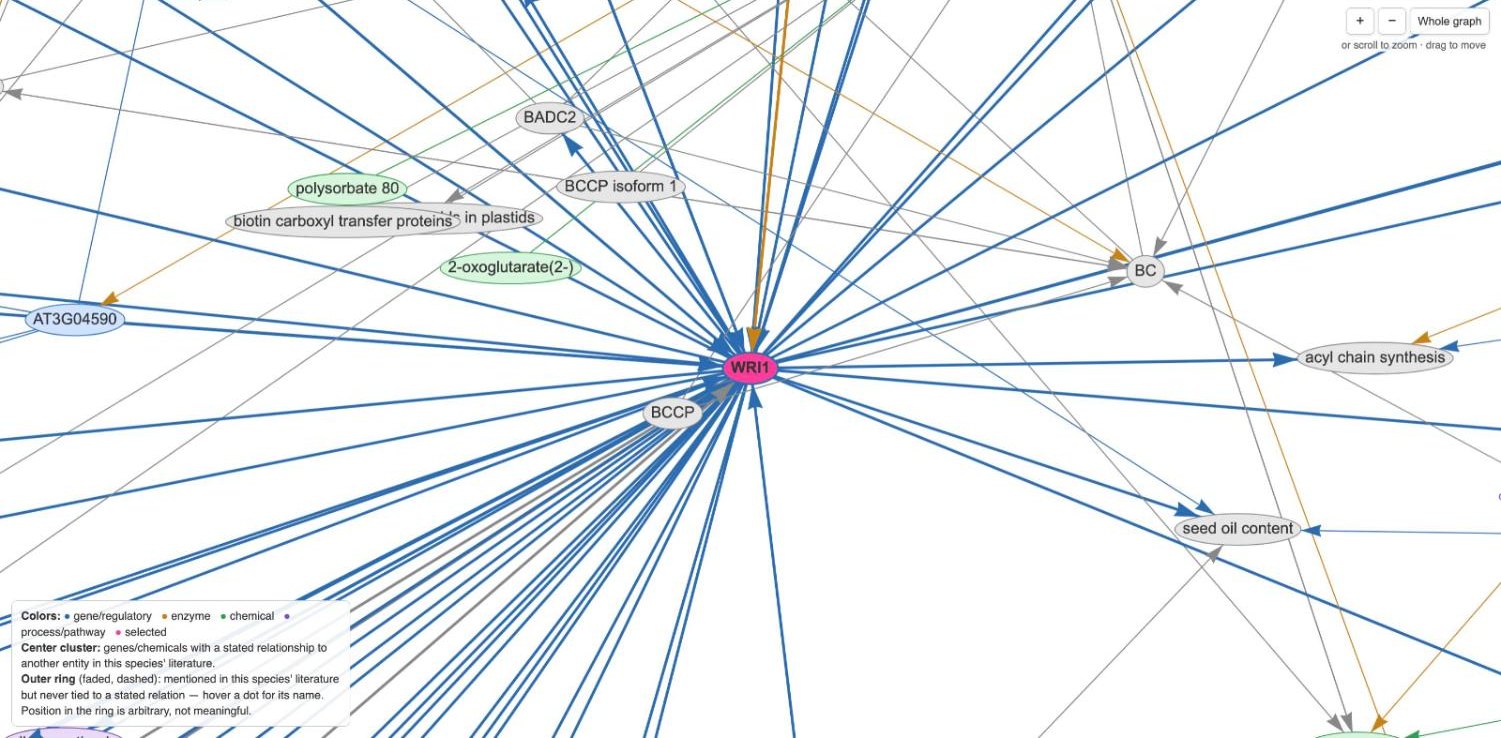 +
−
Whole graph
or scroll to zoom · drag to move
BADC2
polysorbate 80
BCCP isoform 1
biotin carboxyl transfer proteins
in plastids
2-oxoglutarate(2-)
BC
AT3G04590
WRI1
acyl chain synthesis
BCCP
seed oil content
Colors: • gene/regulatory • enzyme • chemical •
process/pathway • selected
Center cluster: genes/chemicals with a stated relationship to
another entity in this species' literature.
Outer ring (faded, dashed): mentioned in this species' literature
but never tied to a stated relation — hover a dot for its name.
Position in the ring is arbitrary, not meaningful.